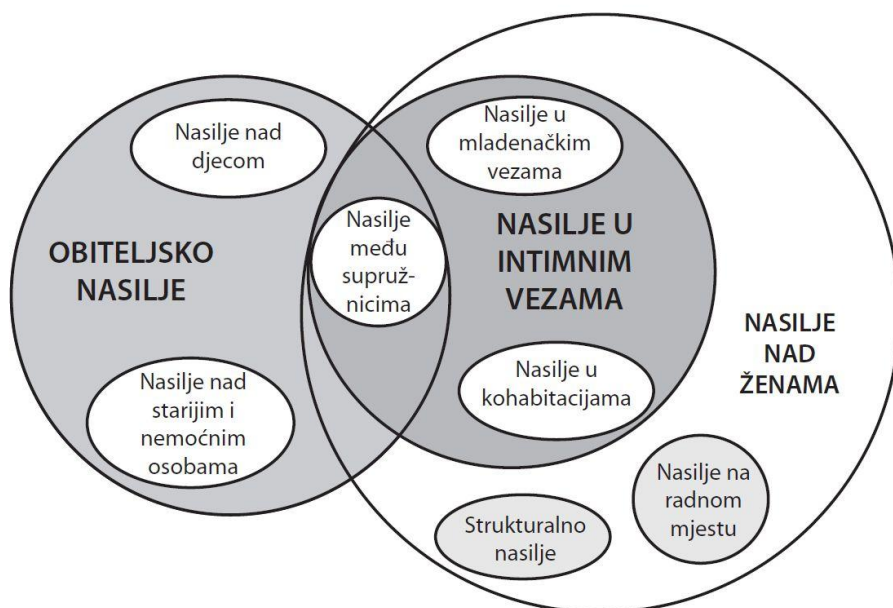 Nasilje nad
djecom
Nasilje u
mladenačkim
vezama
OBITELJSKO
NASILJE
Nasilje
među
supruž-
nicima
NASILJE U
INTIMNIM
VEZAMA
NASILJE
NAD
ŽENAMA
Nasilje nad
starijim i
nemoćnim
osobama
Nasilje u
kohabitacijama
Strukturalno
nasilje
Nasilje na
radnom
mjestu